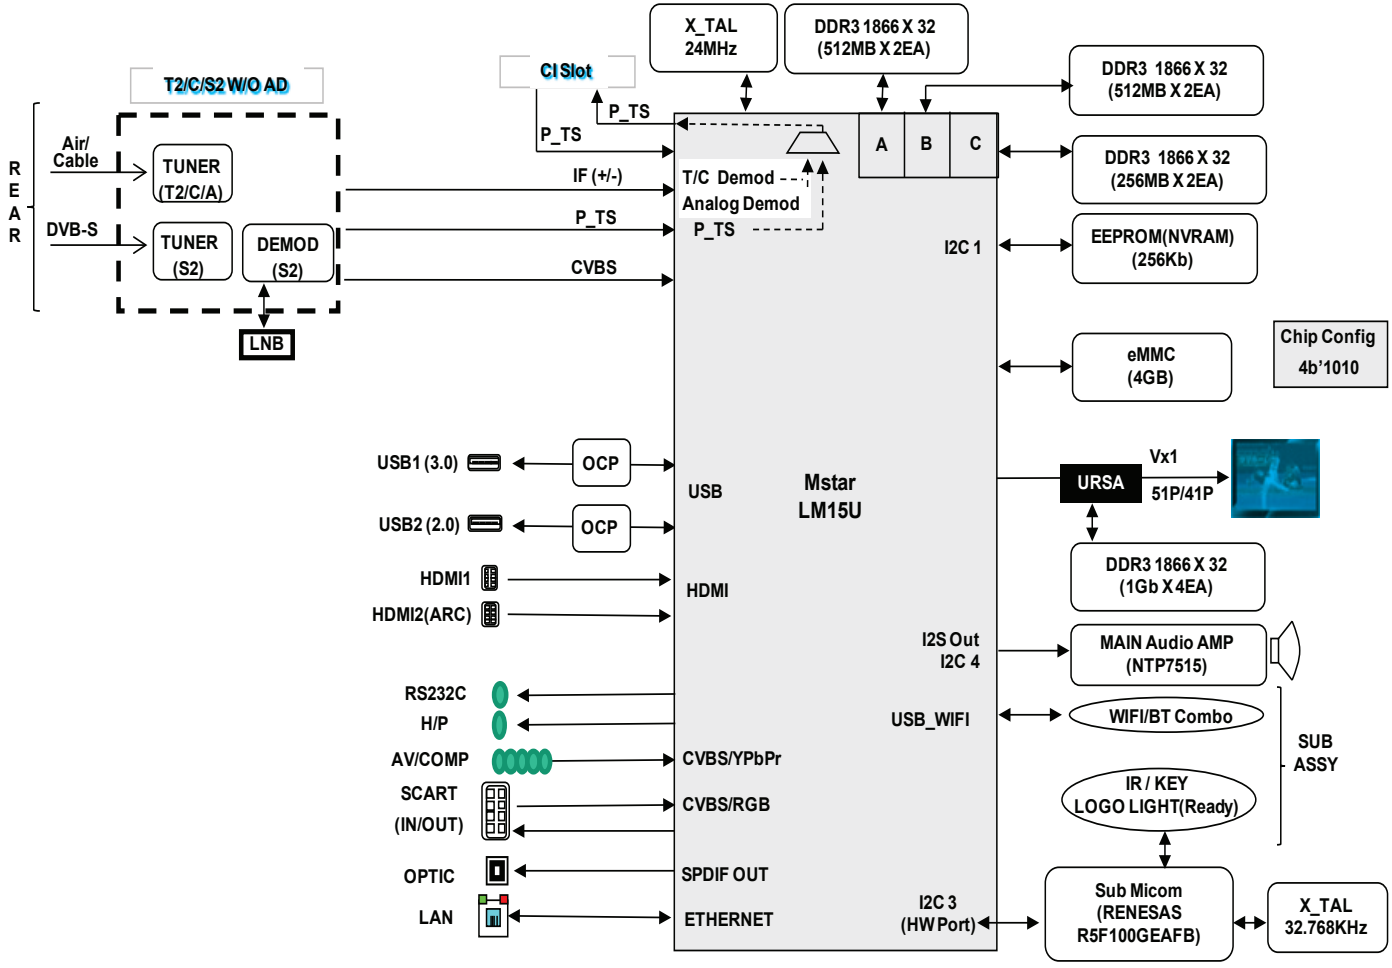 X_TAL
24MHz
DDR3 1866 X 32
(512MB X 2EA)
CI Slot
T2/C/S2 W/O AD
DDR3 1866 X 32
(512MB X 2EA)
P_TS
P_TS
A
B
C
DDR3 1866 X 32
(256MB X 2EA)
REAR
Air/
Cable
TUNER
(T2/C/A)
IF (+/-)
T/C Demod
Analog Demod
P_TS
P_TS
DVB-S
TUNER
(S2)
DEMOD
(S2)
CVBS
LNB
I2C 1
EEPROM(NVRAM)
(256Kb)
eMMC
(4GB)
Chip Config
4b'1010
USB1 (3.0)
OCP
USB
USB2 (2.0)
OCP
Mstar
LM15U
URSA
Vx1
51P/41P
DDR3 1866 X 32
(1Gb X 4EA)
HDMI1
HDMI2(ARC)
HDMI
I2S Out
I2C 4
MAIN Audio AMP
(NTP7515)
RS232C
H/P
USB_WIFI
WIFI/BT Combo
SUB
ASSY
AV/COMP
CVBS/YPbPr
SCART
(IN/OUT)
CVBS/RGB
IR / KEY
LOGO LIGHT(Ready)
OPTIC
SPDIF OUT
LAN
ETHERNET
I2C 3
(HW Port)
Sub Micom
(RENESAS
R5F100GEAFB)
X_TAL
32.768KHz